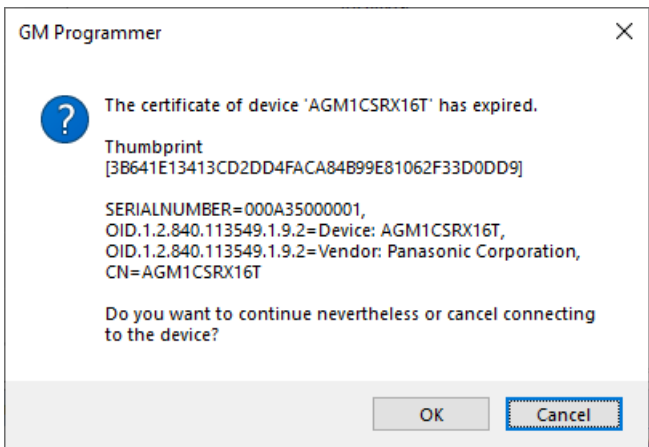 GM Programmer
The certificate of device 'AGM1CSRX16T' has expired.
Thumbprint
[3B641E13413CD2DD4FACA84B99E81062F33D0DD9]
SERIALNUMBER=000A35000001,
OID.1.2.840.113549.1.9.2=Device: AGM1CSRX16T,
OID.1.2.840.113549.1.9.2=Vendor: Panasonic Corporation,
CN=AGM1CSRX16T
Do you want to continue nevertheless or cancel connecting
to the device?
OK Cancel